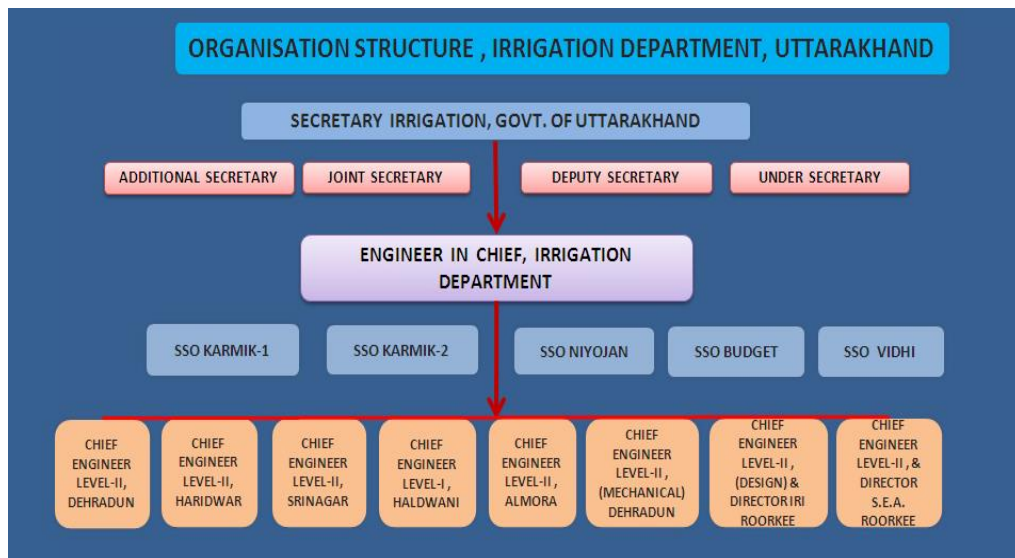 ORGANISATION STRUCTURE , IRRIGATION DEPARTMENT, UTTARAKHAND
SECRETARY IRRIGATION, GOVT. OF UTTARAKHAND
ADDITIONAL SECRETARY
JOINT SECRETARY
DEPUTY SECRETARY
UNDER SECRETARY
ENGINEER IN CHIEF, IRRIGATION
DEPARTMENT
SSO KARMIK-1
SSO KARMIK-2
SSO NIYOJAN
SSO BUDGET
SSO VIDHI
CHIEF
ENGINEER
LEVEL-II,
DEHRADUN
CHIEF
ENGINEER
LEVEL-II,
HARIDWAR
CHIEF
ENGINEER
LEVEL-II,
SRINAGAR
CHIEF
ENGINEER
LEVEL-I ,
HALDWANI
CHIEF
ENGINEER
LEVEL-II ,
ALMORA
CHIEF
ENGINEER
LEVEL-II ,
(MECHANICAL)
DEHRADUN
CHIEF
ENGINEER
LEVEL-II ,
(DESIGN) &
DIRECTOR IRI
ROORKEE
CHIEF
ENGINEER
LEVEL-II , &
DIRECTOR
S.E.A.
ROORKEE